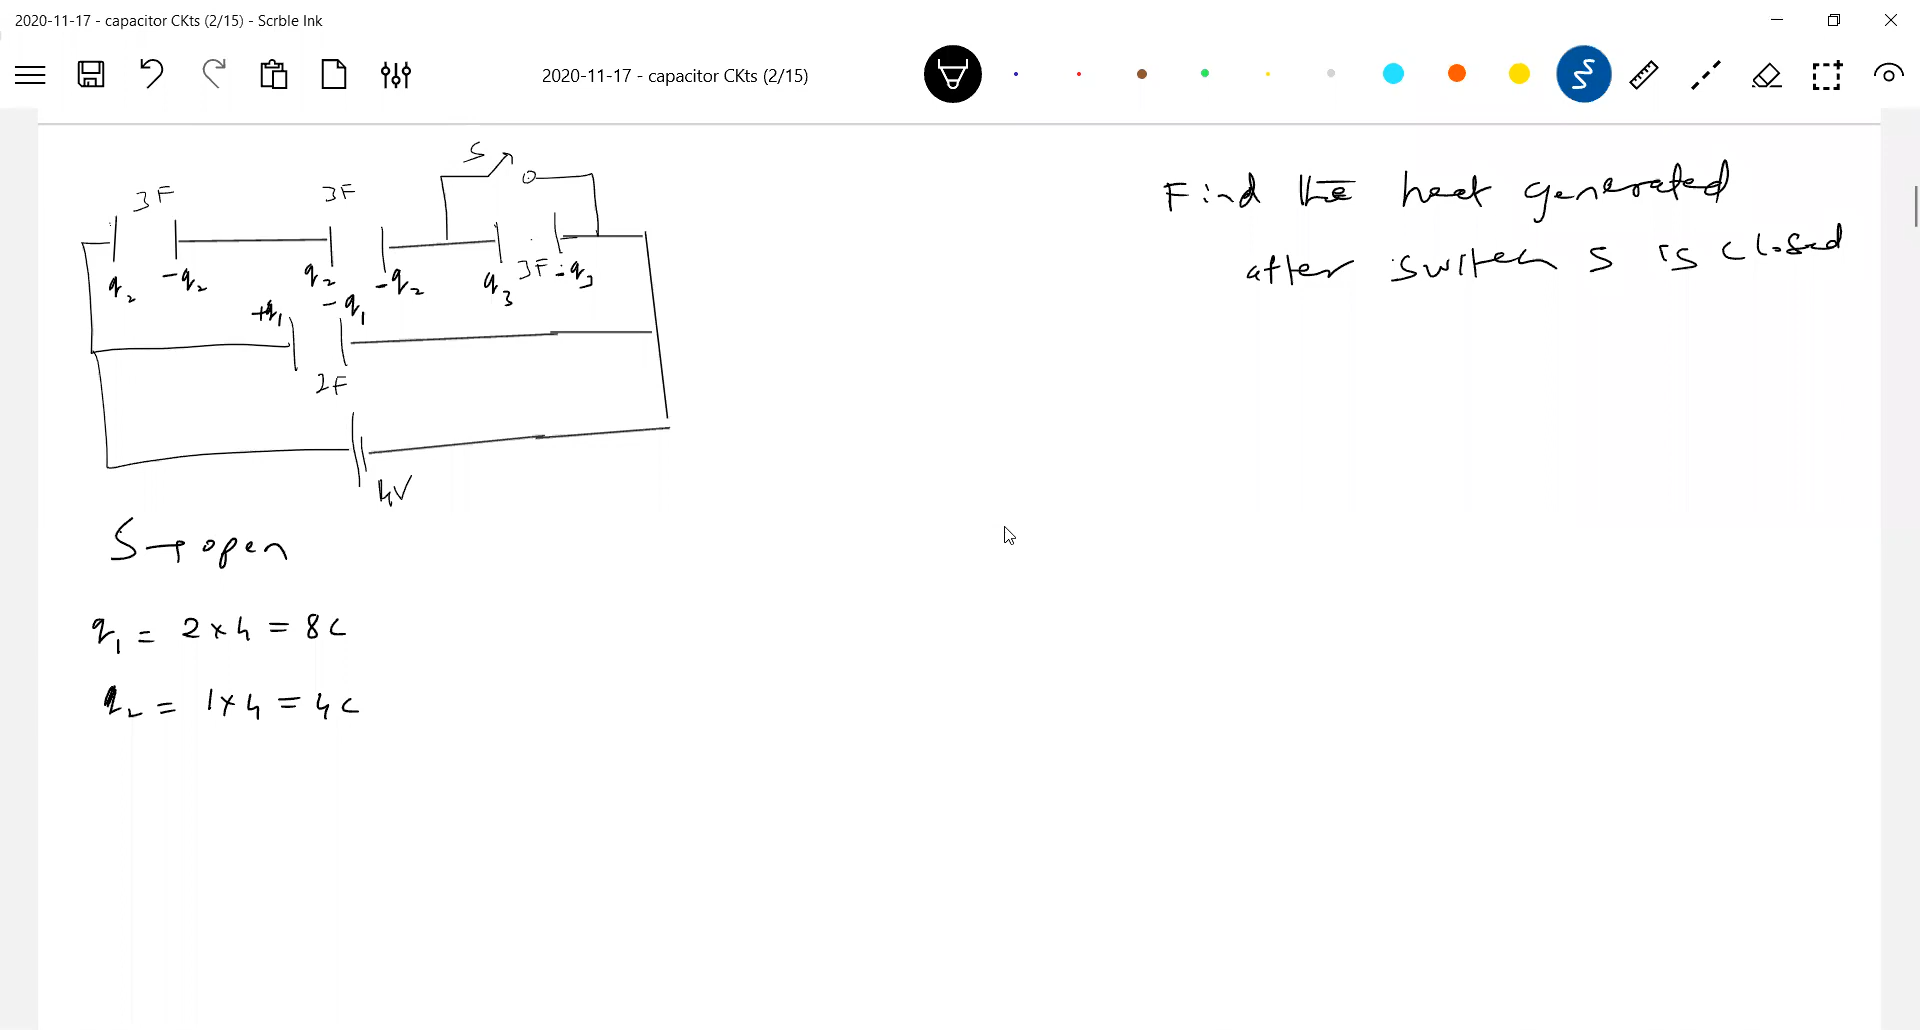 2020-11-17 - capacitor CKts (2/15) - Scrble Ink
2020-11-17 - capacitor CKts (2/15)
S
3F
3F
q₂ -q₂ q₂ -q₂ q₃ 3F -q₃
+q₁ -q₁
2F
4V
Find the heat generated
after switch S is closed
S → open
q₁ = 2 × 4 = 8C
q₂ = 1 × 4 = 4C